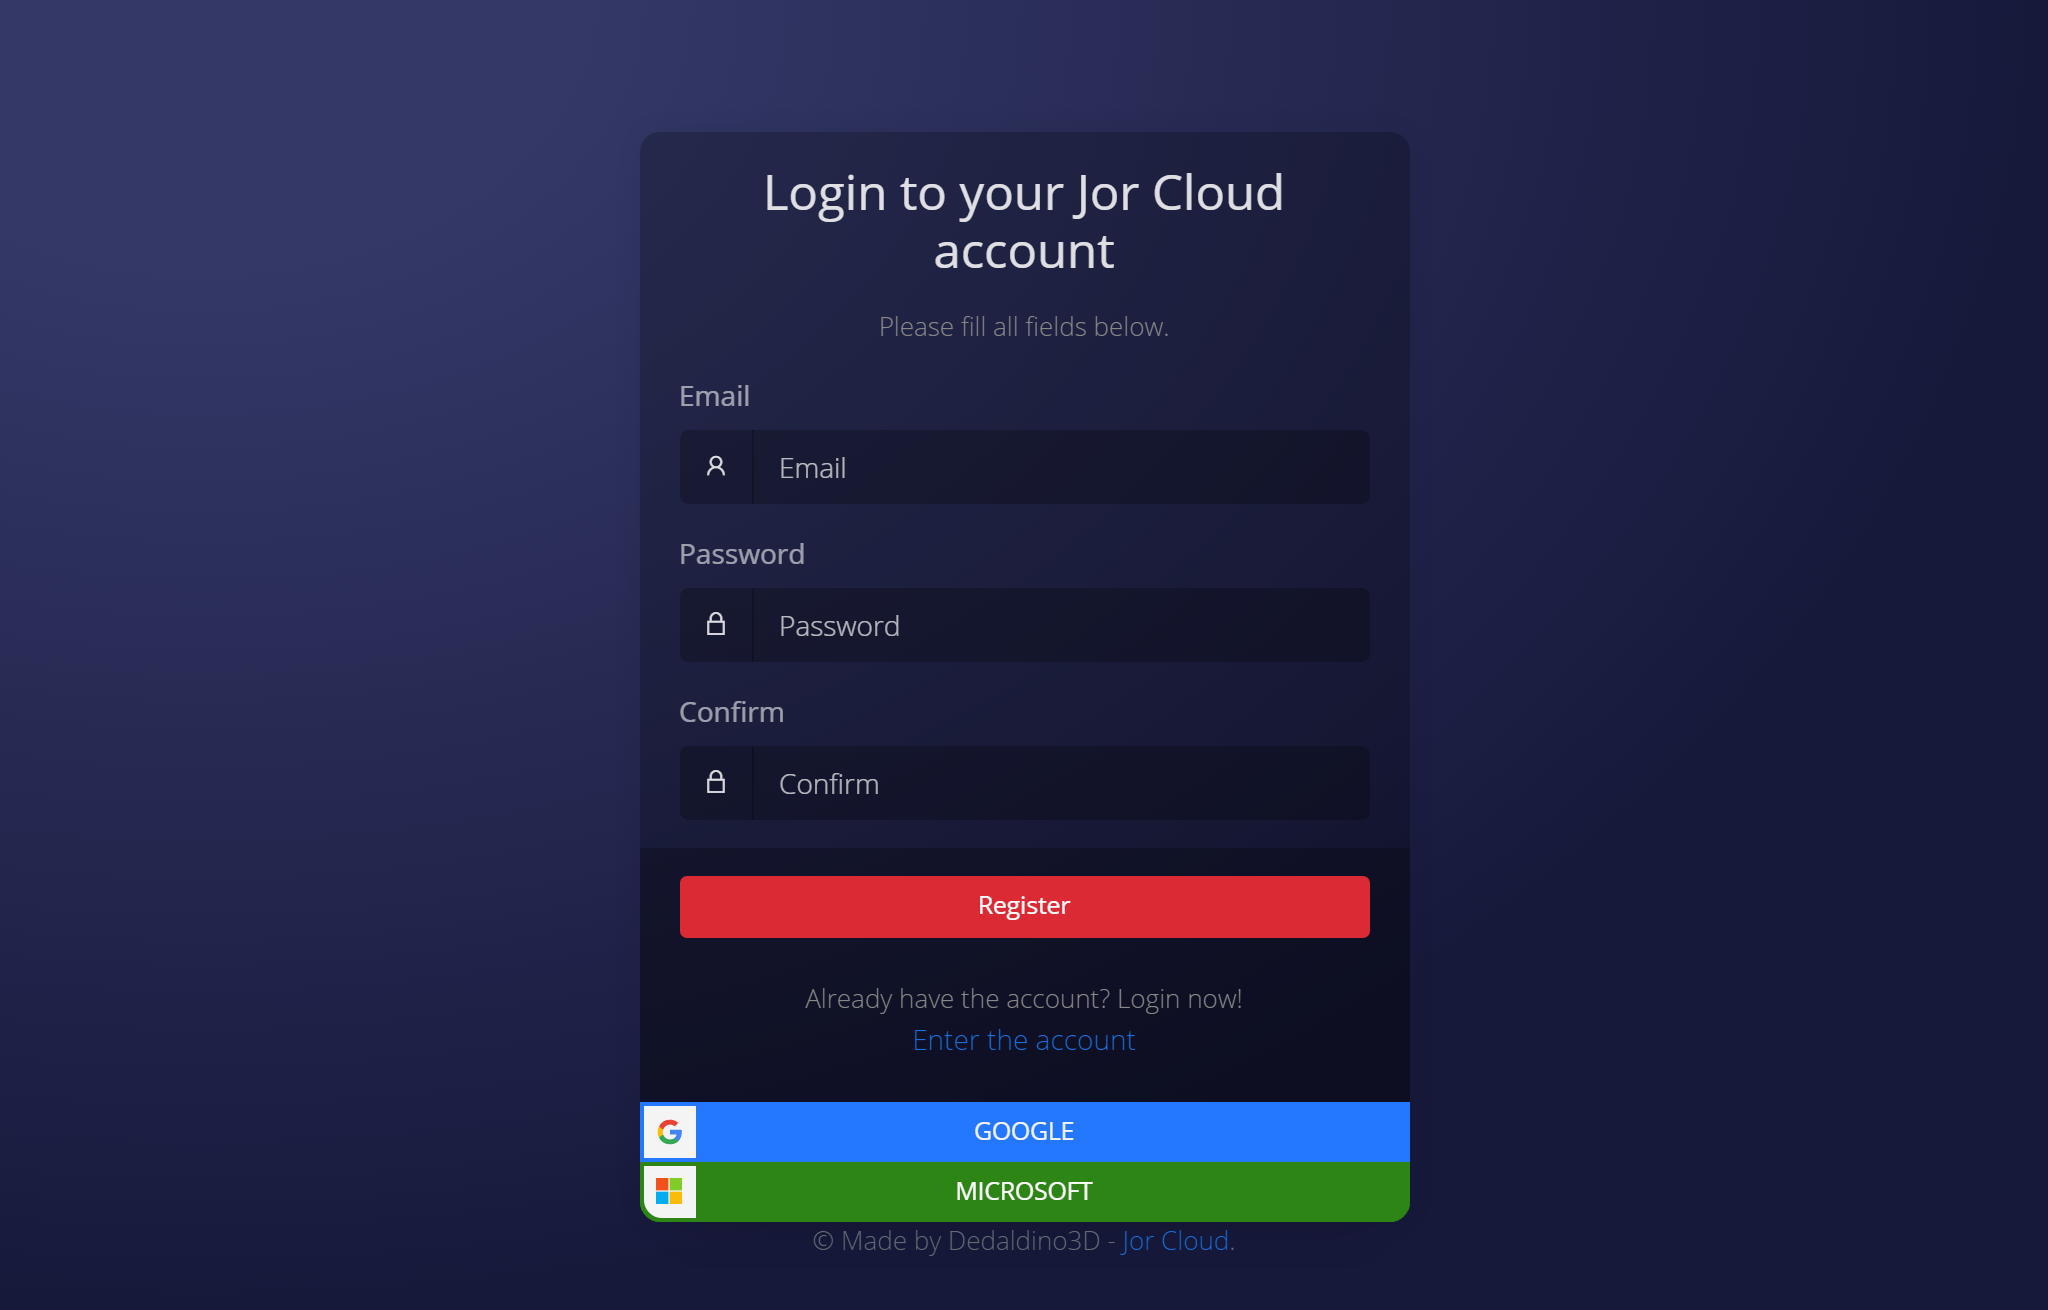 Login to your Jor Cloud
account
Please fill all fields below.
Email
Email
Password
Password
Confirm
Confirm
Register
Already have the account? Login now!
Enter the account
GOOGLE
MICROSOFT
© Made by Dedaldino3D - Jor Cloud.